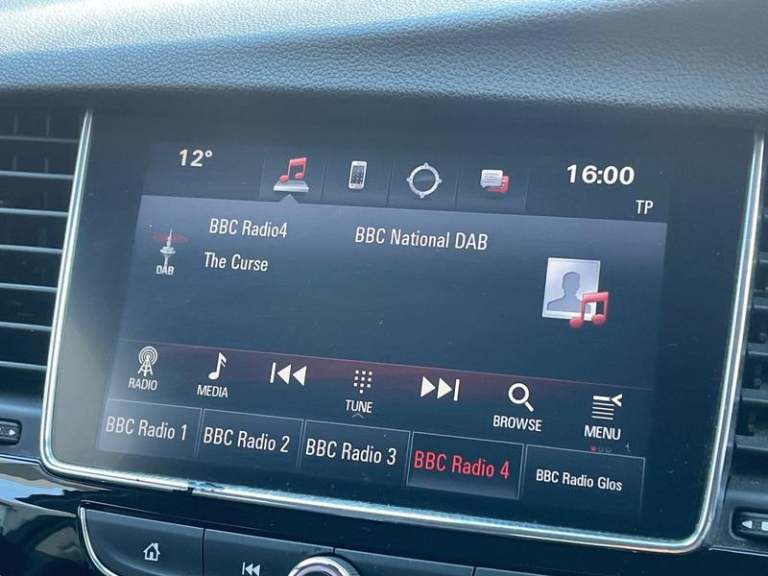 12° 16:00
TP
BBC Radio4 BBC National DAB
DAB The Curse
RADIO MEDIA TUNE BROWSE MENU
BBC Radio 1 BBC Radio 2 BBC Radio 3 BBC Radio 4 BBC Radio Glos